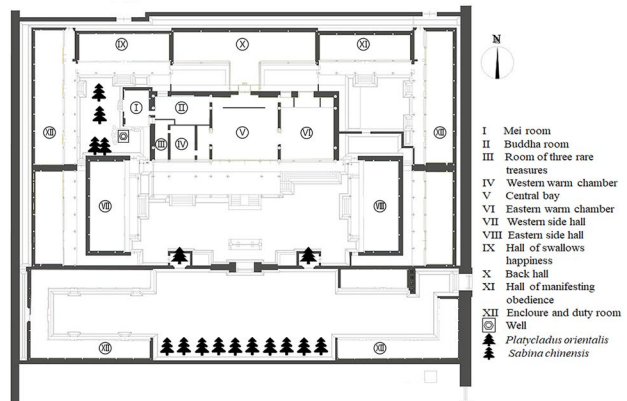 IX
X
XI
N
I
II
XII
V
VI
XII
III
IV
VII
VIII
XII
XII
I Mei room
II Buddha room
III Room of three rare
treasures
IV Western warm chamber
V Central bay
VI Eastern warm chamber
VII Western side hall
VIII Eastern side hall
IX Hall of swallows
happiness
X Back hall
XI Hall of manifesting
obedience
XII Encloure and duty room
Well
Platycladus orientalis
Sabina chinensis